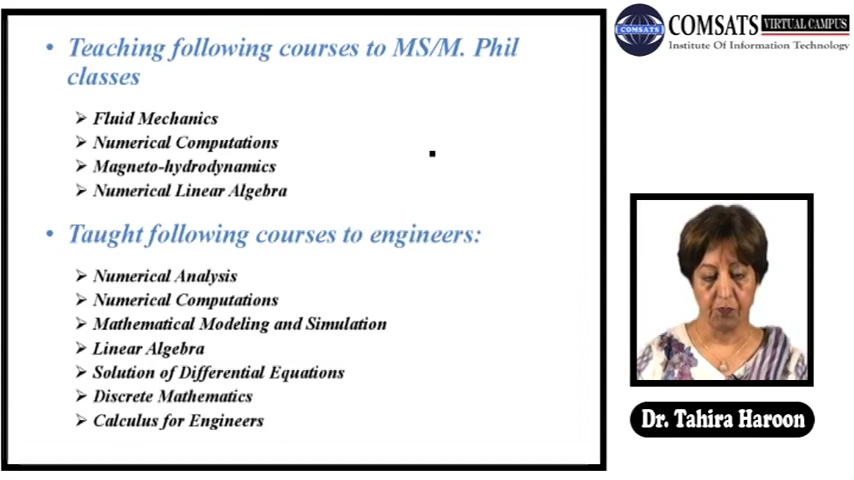 Teaching following courses to MS/M. Phil
classes
Fluid Mechanics
Numerical Computations
Magneto-hydrodynamics
Numerical Linear Algebra
Taught following courses to engineers:
Numerical Analysis
Numerical Computations
Mathematical Modeling and Simulation
Linear Algebra
Solution of Differential Equations
Discrete Mathematics
Calculus for Engineers
COMSATS
COMSATS VIRTUAL CAMPUS
Institute Of Information Technology
Dr. Tahira Haroon